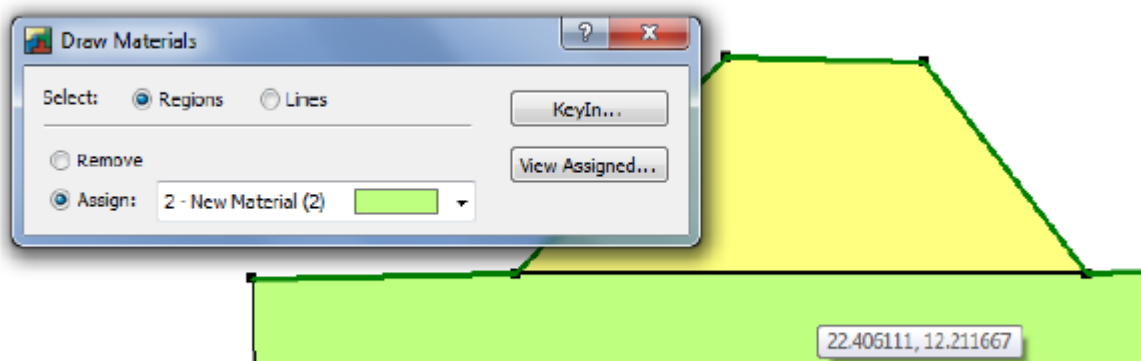 Draw Materials
Select: Regions Lines
KeyIn...
Remove
View Assigned...
Assign: 2 - New Material (2)
22.406111, 12.211667